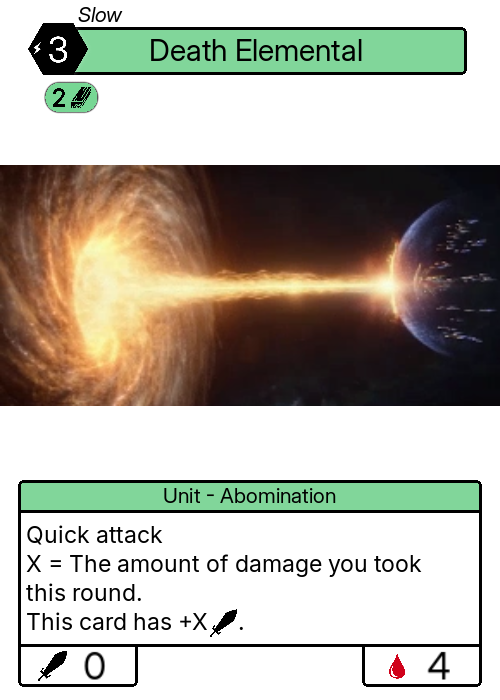 Slow
3
Death Elemental
2
Unit - Abomination
Quick attack
X = The amount of damage you took
this round.
This card has +X.
0
4